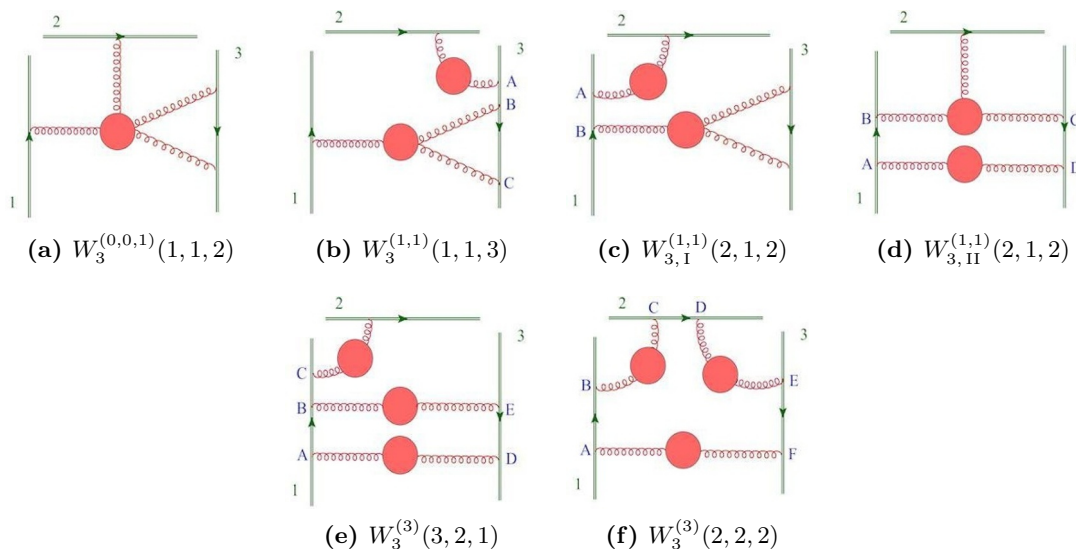 2
3
1
(a) W_3^{(0,0,1)}(1, 1, 2)
2
3
A
B
C
1
(b) W_3^{(1,1)}(1, 1, 3)
2
3
A
B
1
(c) W_{3, I}^{(1,1)}(2, 1, 2)
2
3
B
C
A
D
1
(d) W_{3, II}^{(1,1)}(2, 1, 2)
2
3
C
B
E
A
D
1
(e) W_3^{(3)}(3, 2, 1)
2
C
D
3
B
E
A
F
1
(f) W_3^{(3)}(2, 2, 2)